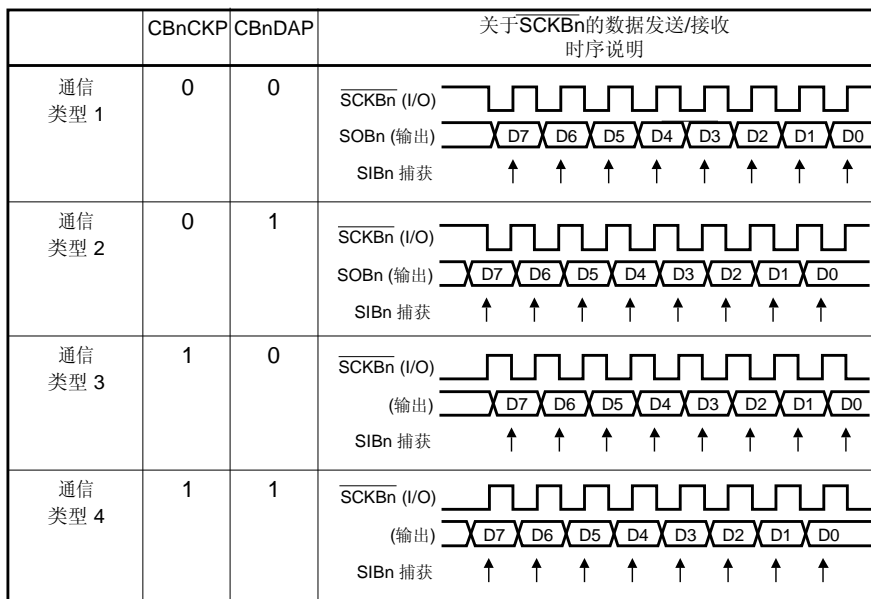 CBnCKP CBnDAP 关于SCKBn的数据发送/接收
时序说明
通信
类型 1
0
0
SCKBn (I/O)
SOBn (输出) D7 D6 D5 D4 D3 D2 D1 D0
SIBn 捕获
通信
类型 2
0
1
SCKBn (I/O)
SOBn (输出) D7 D6 D5 D4 D3 D2 D1 D0
SIBn 捕获
通信
类型 3
1
0
SCKBn (I/O)
(输出) D7 D6 D5 D4 D3 D2 D1 D0
SIBn 捕获
通信
类型 4
1
1
SCKBn (I/O)
(输出) D7 D6 D5 D4 D3 D2 D1 D0
SIBn 捕获